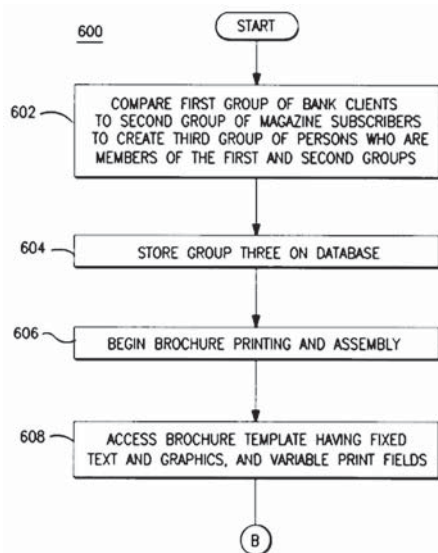 600
START
602
COMPARE FIRST GROUP OF BANK CLIENTS
TO SECOND GROUP OF MAGAZINE SUBSCRIBERS
TO CREATE THIRD GROUP OF PERSONS WHO ARE
MEMBERS OF THE FIRST AND SECOND GROUPS
604
STORE GROUP THREE ON DATABASE
606
BEGIN BROCHURE PRINTING AND ASSEMBLY
608
ACCESS BROCHURE TEMPLATE HAVING FIXED
TEXT AND GRAPHICS, AND VARIABLE PRINT FIELDS
B